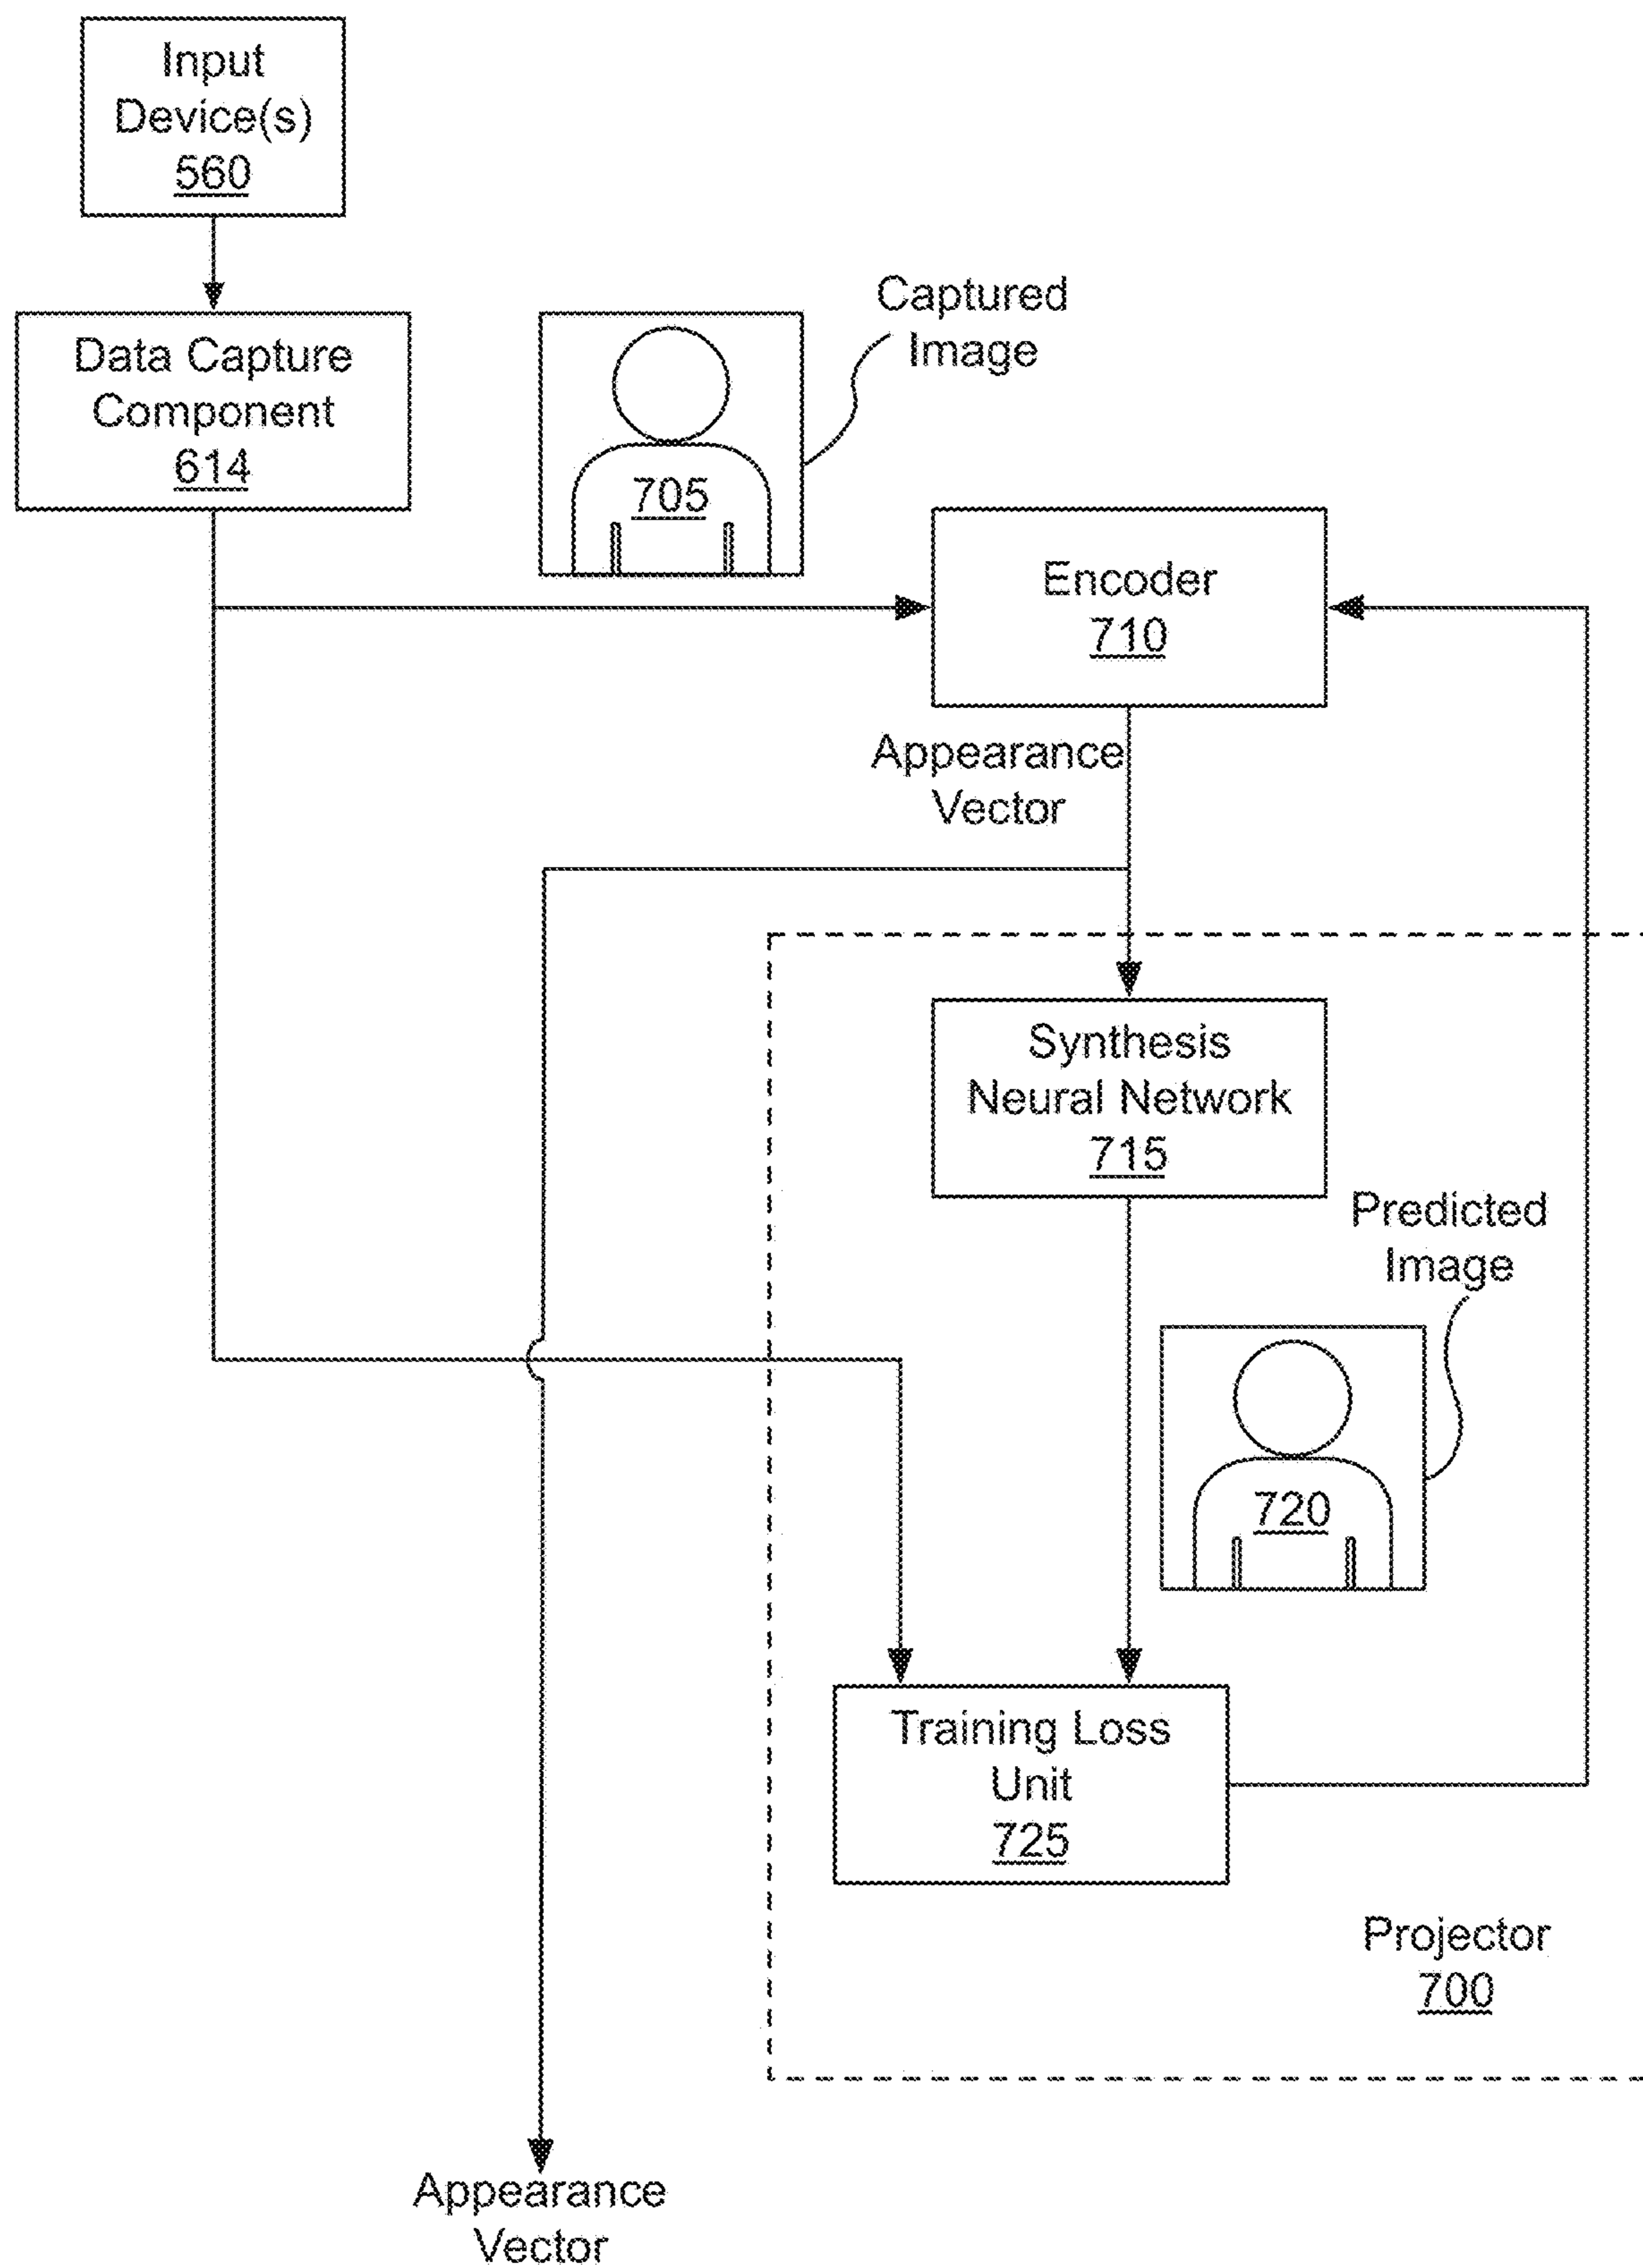 Input
Device(s)
560
Data Capture
Component
614
Captured
Image
705
Encoder
710
Appearance
Vector
Synthesis
Neural Network
715
Predicted
Image
720
Training Loss
Unit
725
Projector
700
Appearance
Vector